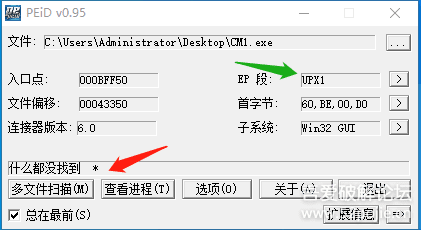 PEiD v0.95
文件: C:\Users\Administrator\Desktop\CM1.exe ...
入口点: 000BFF50 EP 段: UPX1 >
文件偏移: 00043350 首字节: 60,BE,00,D0 >
连接器版本: 6.0 子系统: Win32 GUI >
什么都没找到 *
多文件扫描(M) 查看进程(T) 选项(O) 关于(A) 退出
总在最前(S) 扩展信息 =>
吾爱破解论坛